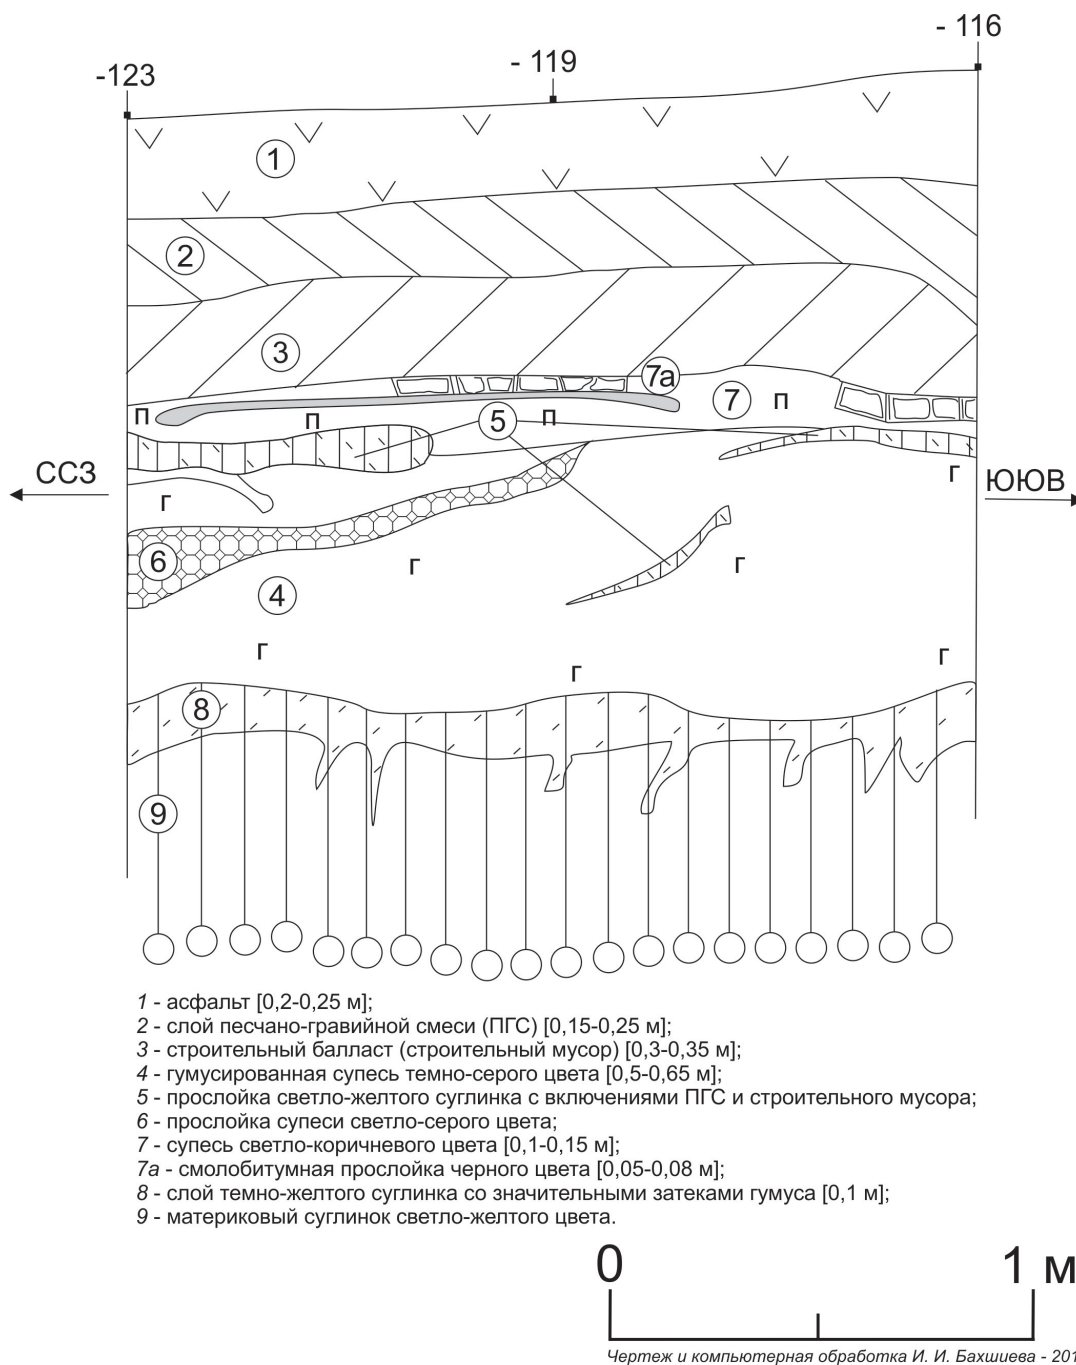 - 116
- 119
-123
1
2
3
7а
7
п
п
п
п
5
ССЗ
г
ЮЮВ
г
6
г
г
4
г
г
г
8
9
1 - асфальт [0,2-0,25 м];
2 - слой песчано-гравийной смеси (ПГС) [0,15-0,25 м];
3 - строительный балласт (строительный мусор) [0,3-0,35 м];
4 - гумусированная супесь темно-серого цвета [0,5-0,65 м];
5 - прослойка светло-желтого суглинка с включениями ПГС и строительного мусора;
6 - прослойка супеси светло-серого цвета;
7 - супесь светло-коричневого цвета [0,1-0,15 м];
7а - смолобитумная прослойка черного цвета [0,05-0,08 м];
8 - слой темно-желтого суглинка со значительными затеками гумуса [0,1 м];
9 - материковый суглинок светло-желтого цвета.
0 1 м
Чертеж и компьютерная обработка И. И. Бахшиева - 201